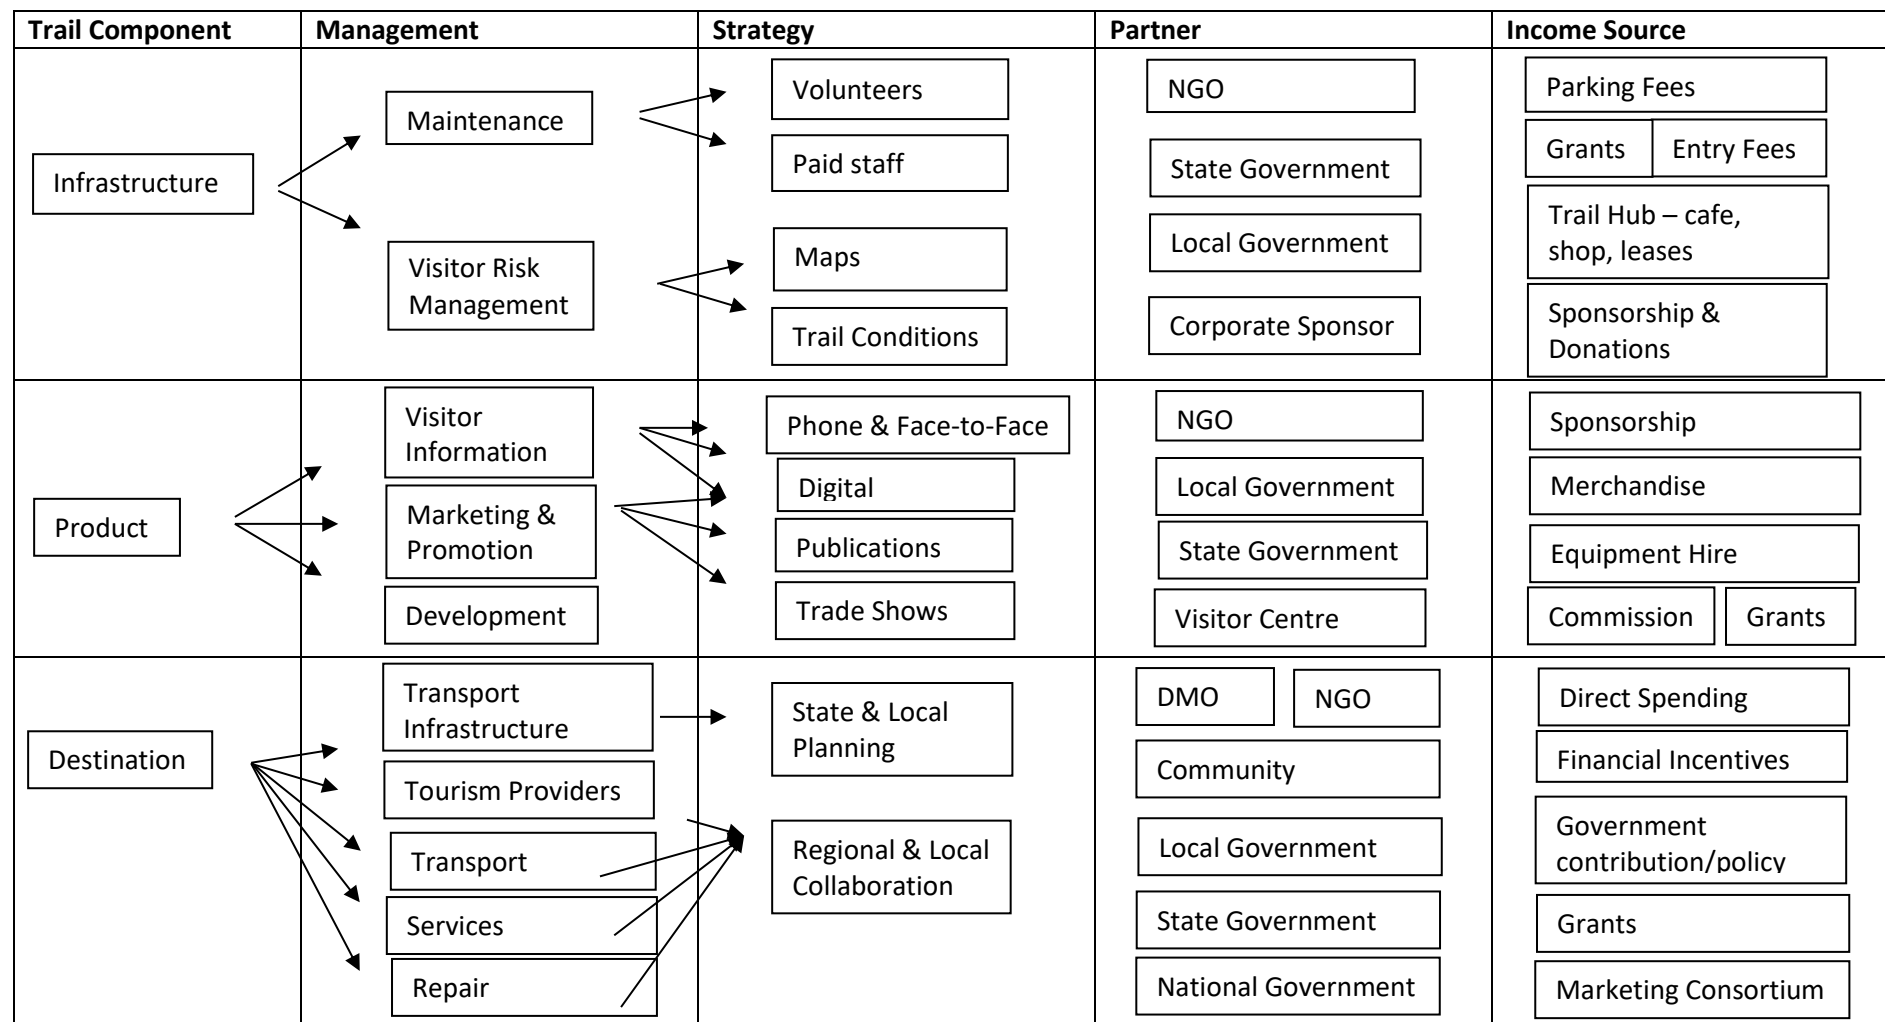 Trail Component
Management
Strategy
Partner
Income Source
Infrastructure
Maintenance
Visitor Risk
Management
Volunteers
Paid staff
Maps
Trail Conditions
NGO
State Government
Local Government
Corporate Sponsor
Parking Fees
Grants
Entry Fees
Trail Hub – cafe,
shop, leases
Sponsorship &
Donations
Product
Visitor
Information
Marketing &
Promotion
Development
Phone & Face-to-Face
Digital
Publications
Trade Shows
NGO
Local Government
State Government
Visitor Centre
Sponsorship
Merchandise
Equipment Hire
Commission
Grants
Destination
Transport
Infrastructure
Tourism Providers
Transport
Services
Repair
State & Local
Planning
Regional & Local
Collaboration
DMO
NGO
Community
Local Government
State Government
National Government
Direct Spending
Financial Incentives
Government
contribution/policy
Grants
Marketing Consortium